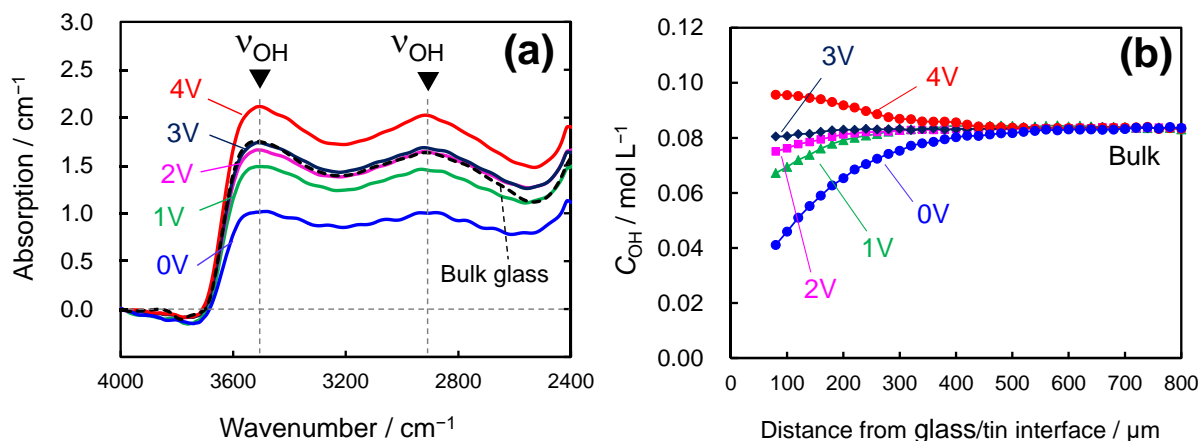 (a)
νOH
νOH
4V
3V
2V
1V
0V
Bulk glass
3.0
2.5
2.0
1.5
1.0
0.5
0.0
4000 3600 3200 2800 2400
Absorption / cm⁻¹
Wavenumber / cm⁻¹
(b)
3V
4V
Bulk
0V
1V
2V
0.12
0.10
0.08
0.06
0.04
0.02
0.00
0 100 200 300 400 500 600 700 800
COH / mol L⁻¹
Distance from glass/tin interface / μm